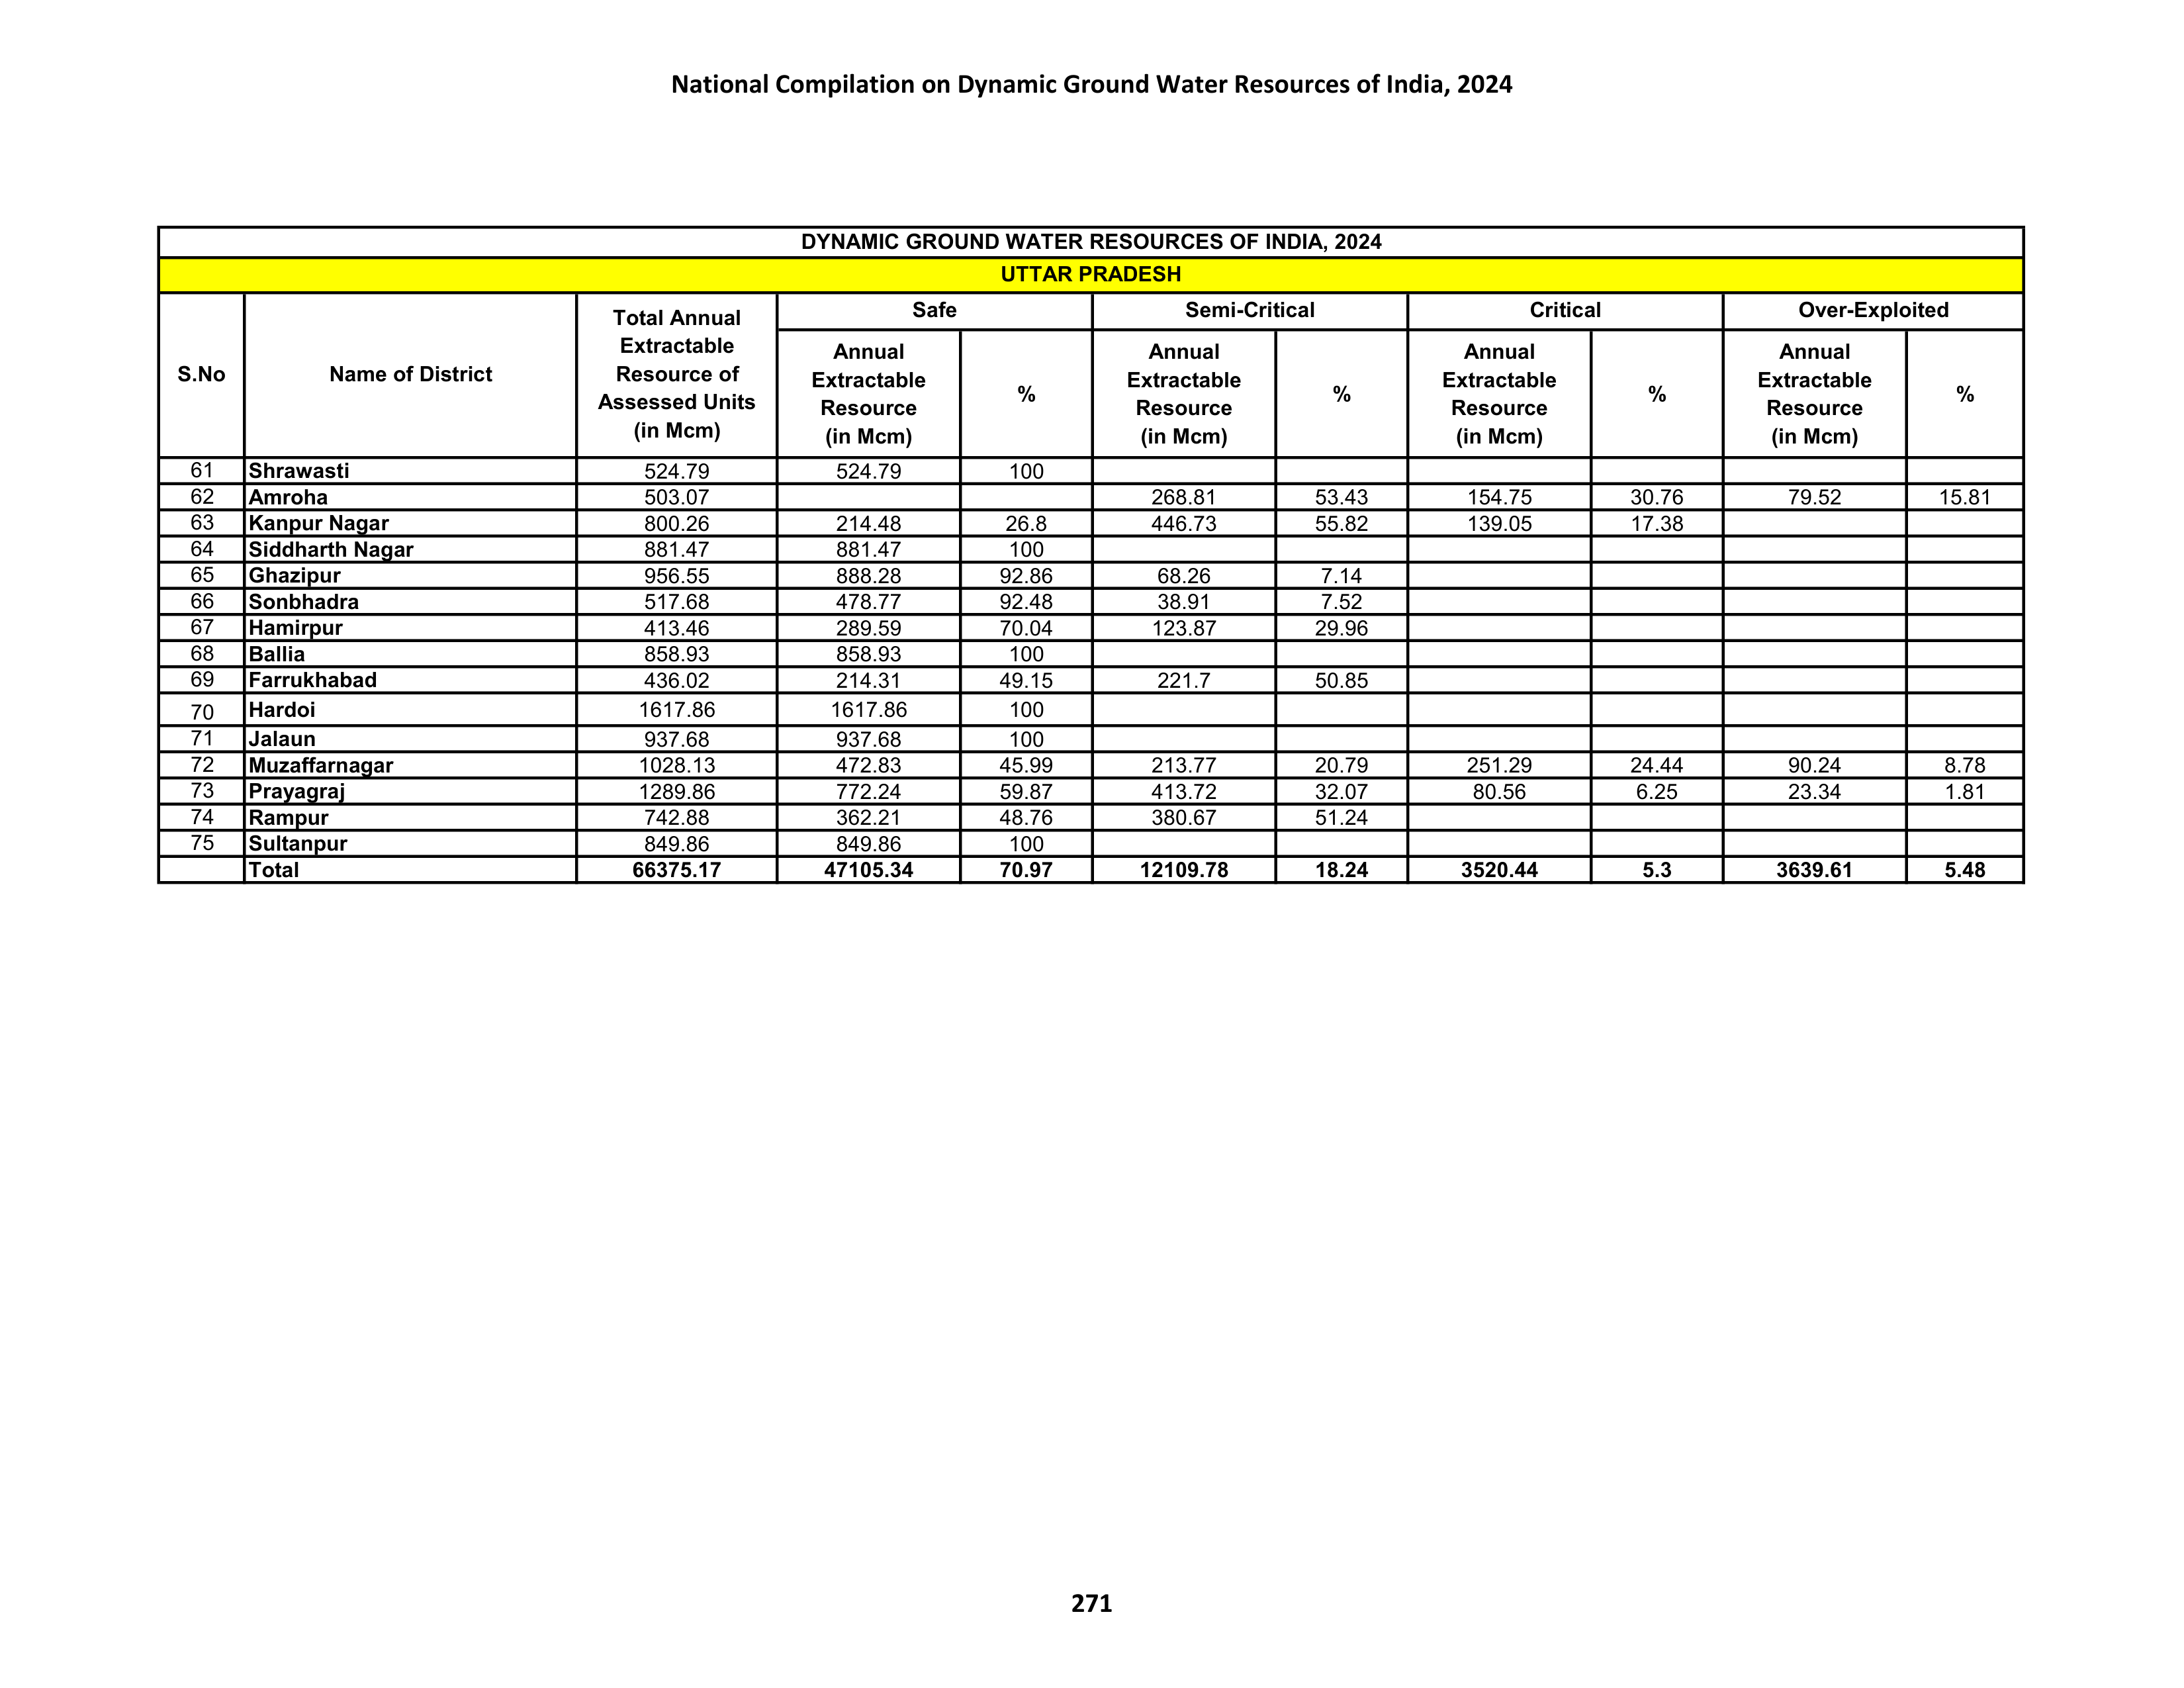 National Compilation on Dynamic Ground Water Resources of India, 2024
DYNAMIC GROUND WATER RESOURCES OF INDIA, 2024
UTTAR PRADESH
S.No Name of District Total Annual Extractable Resource of Assessed Units (in Mcm) Safe Semi-Critical Critical Over-Exploited
Annual Extractable Resource (in Mcm) % Annual Extractable Resource (in Mcm) % Annual Extractable Resource (in Mcm) % Annual Extractable Resource (in Mcm) %
61 Shrawasti 524.79 524.79 100
62 Amroha 503.07 268.81 53.43 154.75 30.76 79.52 15.81
63 Kanpur Nagar 800.26 214.48 26.8 446.73 55.82 139.05 17.38
64 Siddharth Nagar 881.47 881.47 100
65 Ghazipur 956.55 888.28 92.86 68.26 7.14
66 Sonbhadra 517.68 478.77 92.48 38.91 7.52
67 Hamirpur 413.46 289.59 70.04 123.87 29.96
68 Ballia 858.93 858.93 100
69 Farrukhabad 436.02 214.31 49.15 221.7 50.85
70 Hardoi 1617.86 1617.86 100
71 Jalaun 937.68 937.68 100
72 Muzaffarnagar 1028.13 472.83 45.99 213.77 20.79 251.29 24.44 90.24 8.78
73 Prayagraj 1289.86 772.24 59.87 413.72 32.07 80.56 6.25 23.34 1.81
74 Rampur 742.88 362.21 48.76 380.67 51.24
75 Sultanpur 849.86 849.86 100
Total 66375.17 47105.34 70.97 12109.78 18.24 3520.44 5.3 3639.61 5.48
271